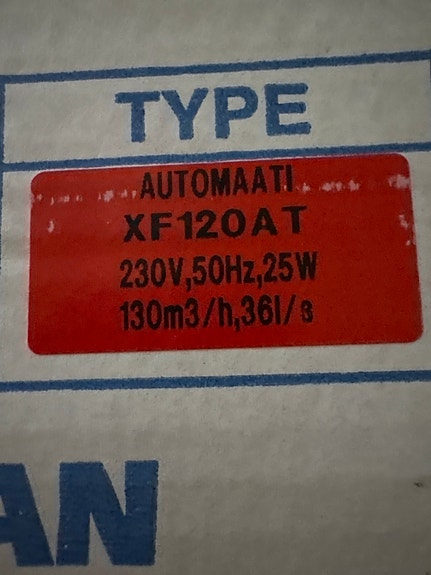 TYPE
AUTOMAATI
XF120AT
230V,50Hz,25W
130m3/h,36l/s
AN